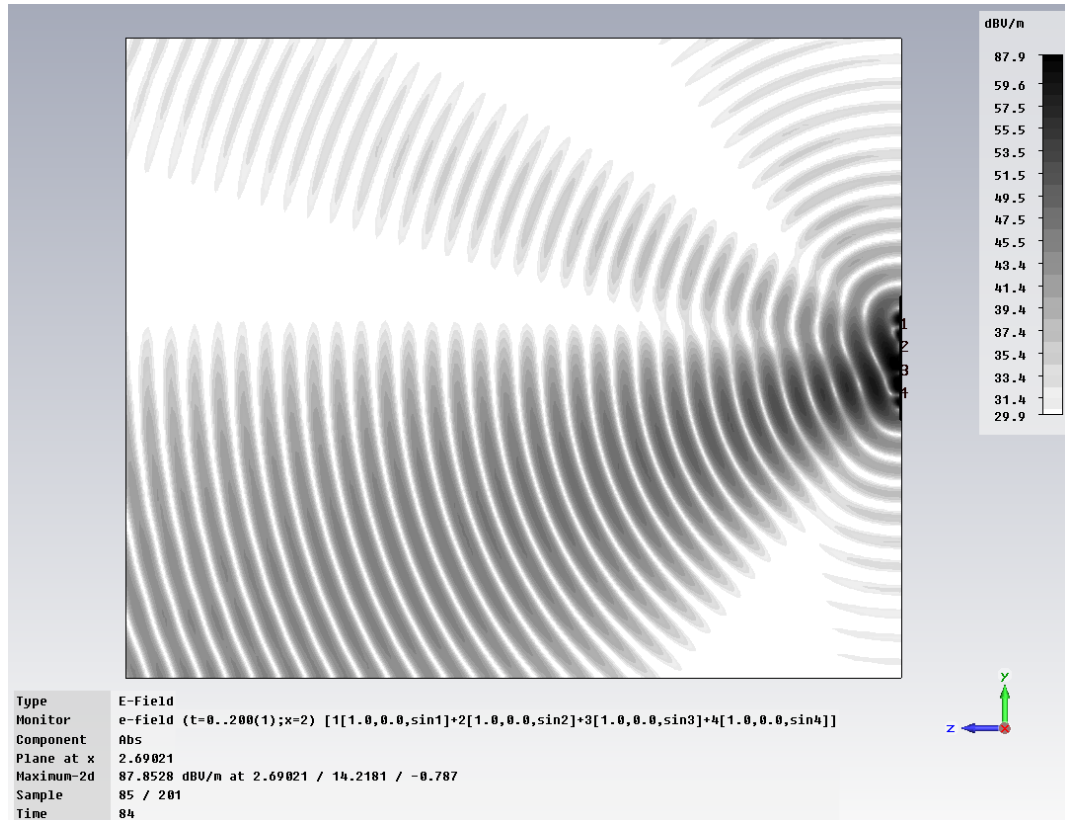 dBV/m
87.9
59.6
57.5
55.5
53.5
51.5
49.5
47.5
45.5
43.4
41.4
39.4
37.4
35.4
33.4
31.4
29.9
1
2
3
4
y
z
x
Type E-Field
Monitor e-field (t=0..200(1);x=2) [1[1.0,0.0,sin1]+2[1.0,0.0,sin2]+3[1.0,0.0,sin3]+4[1.0,0.0,sin4]]
Component Abs
Plane at x 2.69021
Maximum-2d 87.8528 dBV/m at 2.69021 / 14.2181 / -0.787
Sample 85 / 201
Time 84